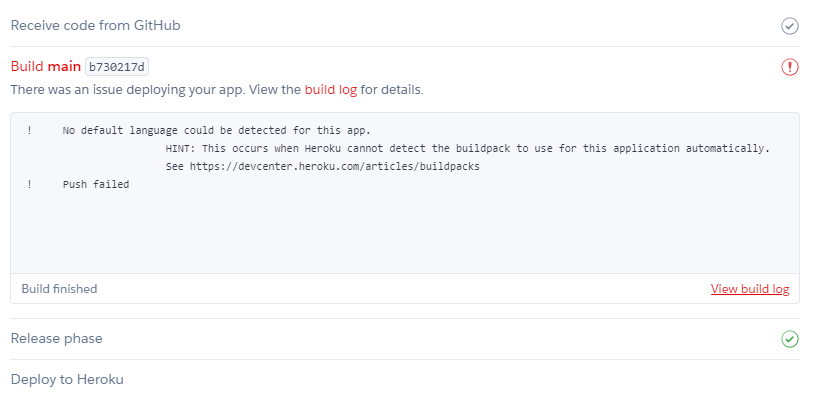 Receive code from GitHub
Build main b730217d
There was an issue deploying your app. View the build log for details.
! No default language could be detected for this app.
HINT: This occurs when Heroku cannot detect the buildpack to use for this application automatically.
See https://devcenter.heroku.com/articles/buildpacks
! Push failed
Build finished View build log
Release phase
Deploy to Heroku